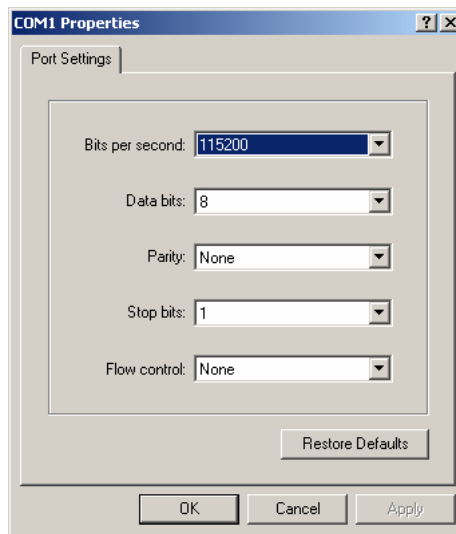 COM1 Properties
Port Settings
Bits per second: 115200
Data bits: 8
Parity: None
Stop bits: 1
Flow control: None
Restore Defaults
OK Cancel Apply